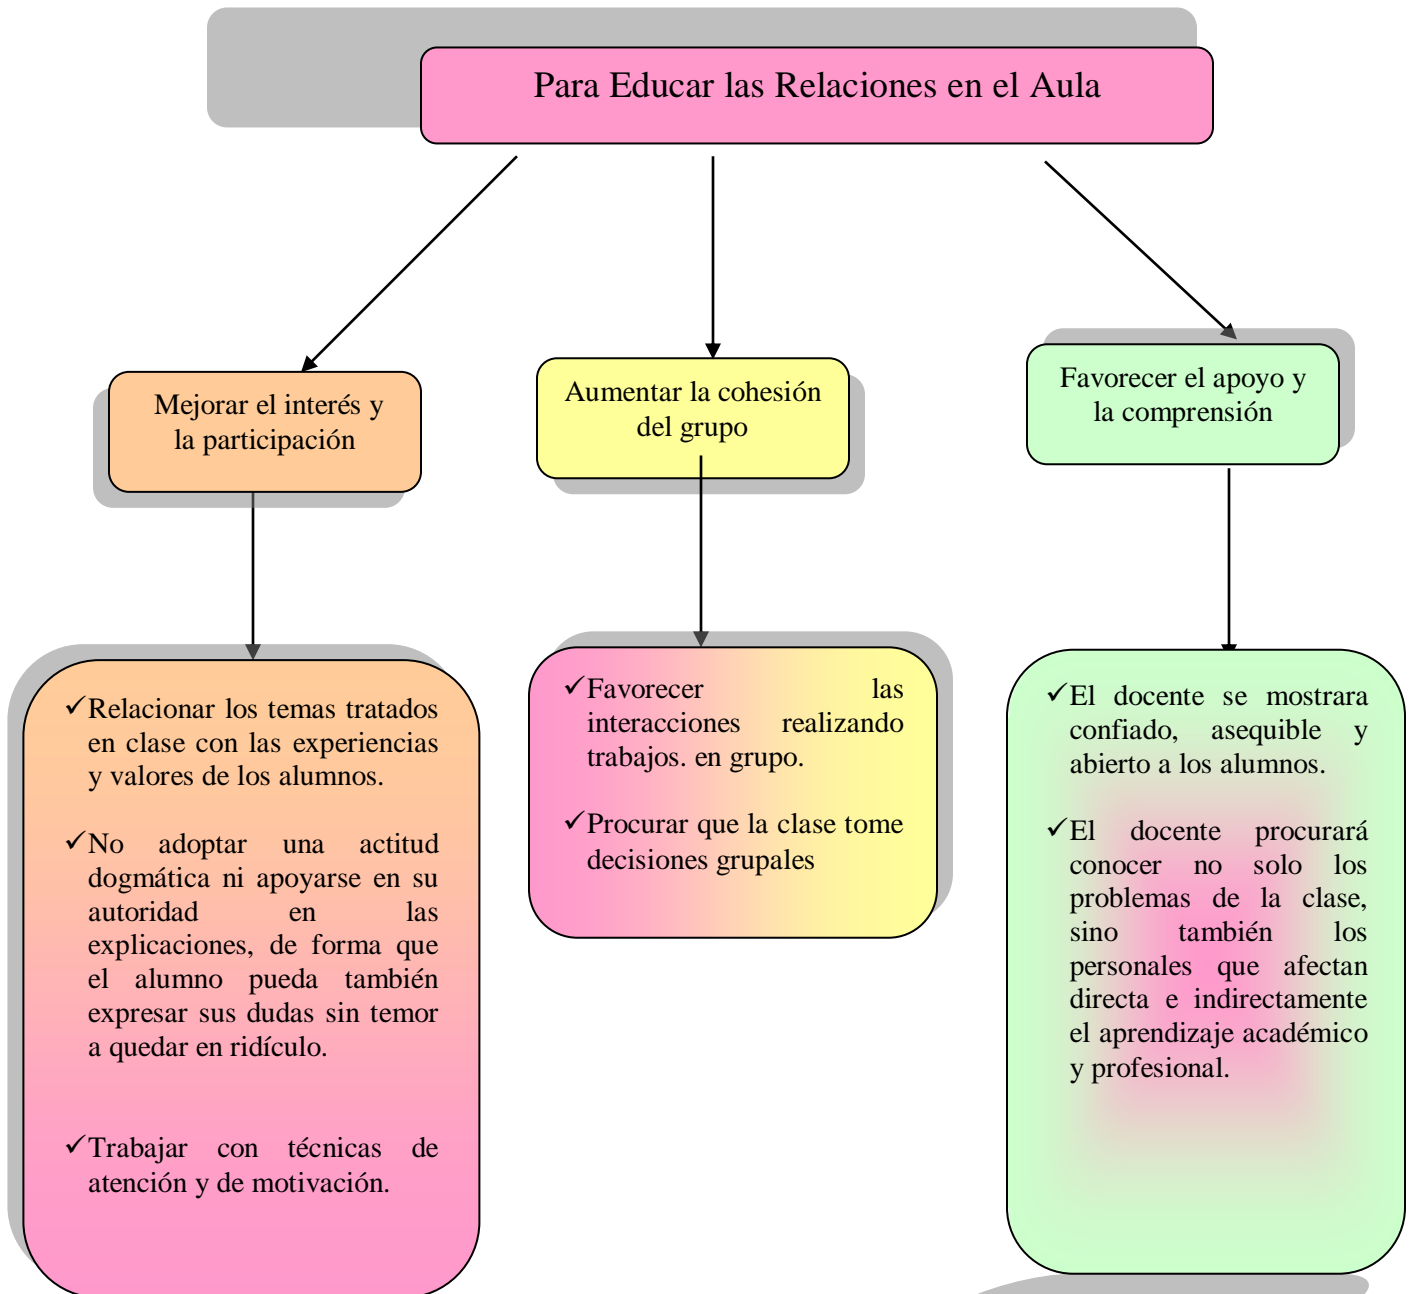 Para Educar las Relaciones en el Aula
Mejorar el interés y
la participación
Aumentar la cohesión
del grupo
Favorecer el apoyo y
la comprensión
✓Relacionar los temas tratados
en clase con las experiencias
y valores de los alumnos.
✓No adoptar una actitud
dogmática ni apoyarse en su
autoridad en las
explicaciones, de forma que
el alumno pueda también
expresar sus dudas sin temor
a quedar en ridículo.
✓Trabajar con técnicas de
atención y de motivación.
✓Favorecer las
interacciones realizando
trabajos. en grupo.
✓Procurar que la clase tome
decisiones grupales
✓El docente se mostrara
confiado, asequible y
abierto a los alumnos.
✓El docente procurará
conocer no solo los
problemas de la clase,
sino también los
personales que afectan
directa e indirectamente
el aprendizaje académico
y profesional.